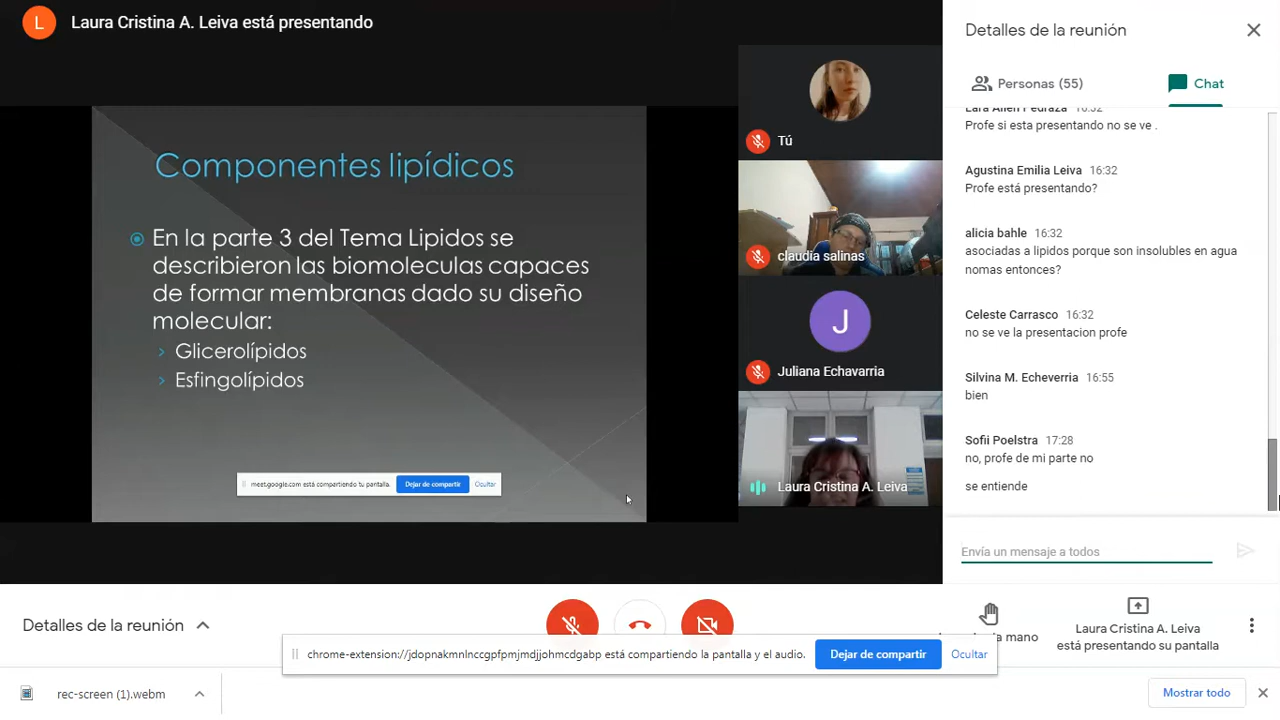 L
Laura Cristina A. Leiva está presentando
Componentes lipídicos
En la parte 3 del Tema Lipidos se
describieron las biomoleculas capaces
de formar membranas dado su diseño
molecular:
Glicerolípidos
Esfingolípidos
meet.google.com está compartiendo tu pantalla.
Dejar de compartir
Ocultar
Tú
claudia salinas
J
Juliana Echavarria
Laura Cristina A. Leiva
Detalles de la reunión
Personas (55)
Chat
Lara Ailen Pedraza 16:32
Profe si esta presentando no se ve .
Agustina Emilia Leiva 16:32
Profe está presentando?
alicia bahle 16:32
asociadas a lipidos porque son insolubles en agua
nomas entonces?
Celeste Carrasco 16:32
no se ve la presentacion profe
Silvina M. Echeverria 16:55
bien
Sofii Poelstra 17:28
no, profe de mi parte no
se entiende
Envía un mensaje a todos
Detalles de la reunión
la mano
Laura Cristina A. Leiva
está presentando su pantalla
chrome-extension://jdopnakmnlnccgpfpmjmdjjohmcdgabp está compartiendo la pantalla y el audio.
Dejar de compartir
Ocultar
rec-screen (1).webm
Mostrar todo